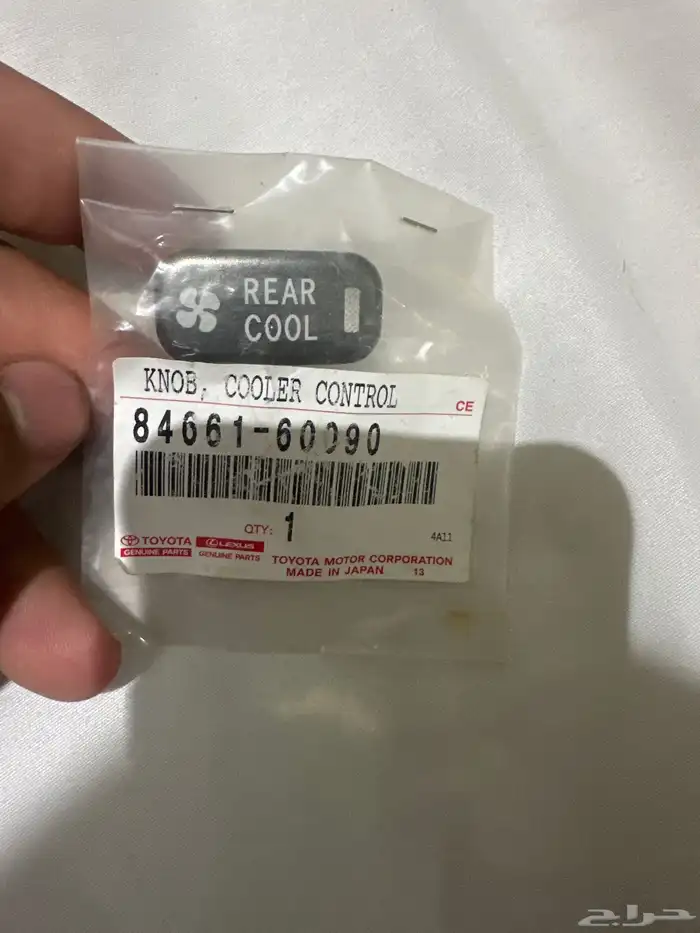 REAR
COOL
KNOB, COOLER CONTROL
CE
84661-60090
QTY: 1
4A11
TOYOTA
GENUINE PARTS
LEXUS
GENUINE PARTS
TOYOTA MOTOR CORPORATION
MADE IN JAPAN 13
حراج